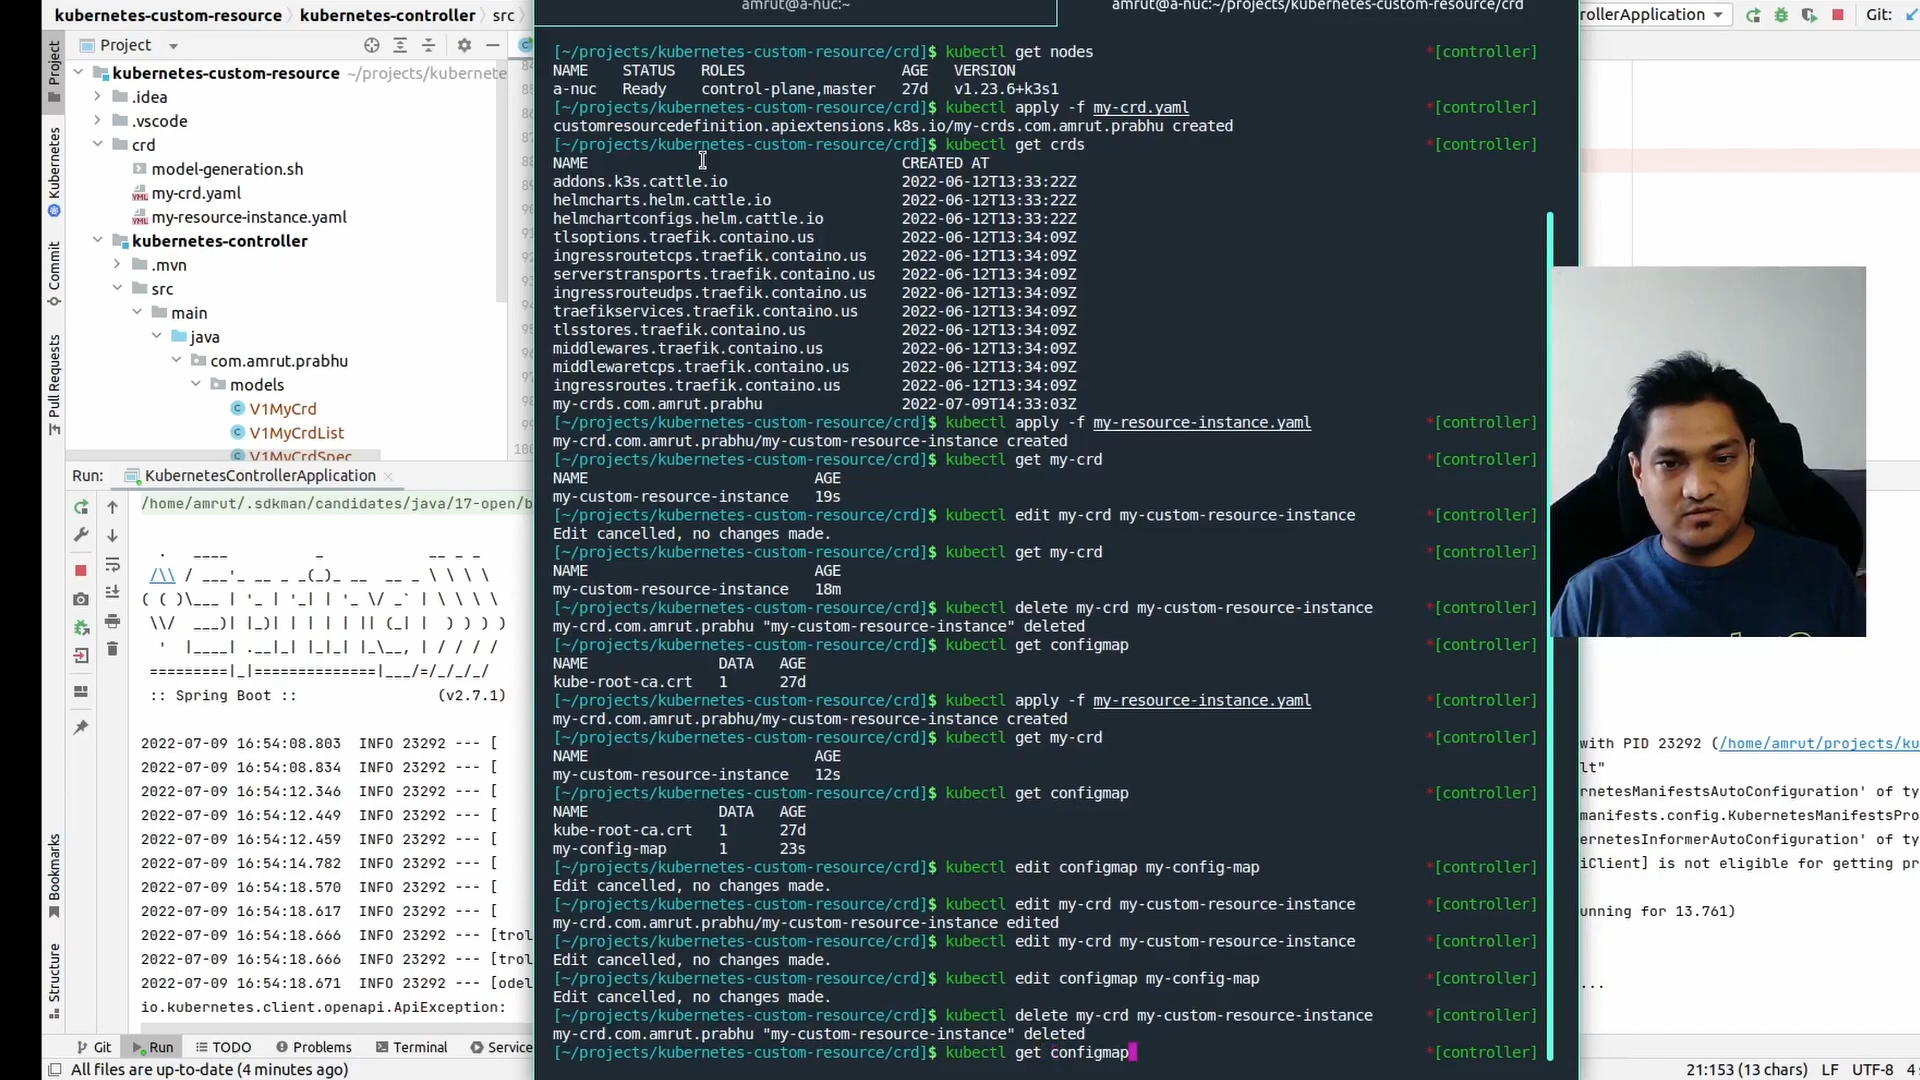 kubernetes-custom-resource
kubernetes-controller
src
Project
kubernetes-custom-resource ~/projects/kubernete
.idea
.vscode
crd
model-generation.sh
my-crd.yaml
my-resource-instance.yaml
kubernetes-controller
.mvn
src
main
java
com.amrut.prabhu
models
V1MyCrd
V1MyCrdList
V1MyCrdSpec
Project
Kubernetes
Commit
Pull Requests
Bookmarks
Structure
Run:
KubernetesControllerApplication
/home/amrut/.sdkman/candidates/java/17-open/b
:: Spring Boot :: (v2.7.1)
2022-07-09 16:54:08.803 INFO 23292 --- [
2022-07-09 16:54:08.834 INFO 23292 --- [
2022-07-09 16:54:12.346 INFO 23292 --- [
2022-07-09 16:54:12.449 INFO 23292 --- [
2022-07-09 16:54:12.459 INFO 23292 --- [
2022-07-09 16:54:14.782 INFO 23292 --- [
2022-07-09 16:54:18.570 INFO 23292 --- [
2022-07-09 16:54:18.617 INFO 23292 --- [
2022-07-09 16:54:18.666 INFO 23292 --- [trol
2022-07-09 16:54:18.666 INFO 23292 --- [trol
2022-07-09 16:54:18.671 INFO 23292 --- [odel
io.kubernetes.client.openapi.ApiException:
Git
Run
TODO
Problems
Terminal
Service
All files are up-to-date (4 minutes ago)
amrut@a-nuc:~
amrut@a-nuc:~/projects/kubernetes-custom-resource/crd
[~/projects/kubernetes-custom-resource/crd]$ kubectl get nodes *[controller]
NAME STATUS ROLES AGE VERSION
a-nuc Ready control-plane,master 27d v1.23.6+k3s1
[~/projects/kubernetes-custom-resource/crd]$ kubectl apply -f my-crd.yaml *[controller]
customresourcedefinition.apiextensions.k8s.io/my-crds.com.amrut.prabhu created
[~/projects/kubernetes-custom-resource/crd]$ kubectl get crds *[controller]
NAME CREATED AT
addons.k3s.cattle.io 2022-06-12T13:33:22Z
helmcharts.helm.cattle.io 2022-06-12T13:33:22Z
helmchartconfigs.helm.cattle.io 2022-06-12T13:33:22Z
tlsoptions.traefik.containo.us 2022-06-12T13:34:09Z
ingressroutetcps.traefik.containo.us 2022-06-12T13:34:09Z
serverstransports.traefik.containo.us 2022-06-12T13:34:09Z
ingressrouteudps.traefik.containo.us 2022-06-12T13:34:09Z
traefikservices.traefik.containo.us 2022-06-12T13:34:09Z
tlsstores.traefik.containo.us 2022-06-12T13:34:09Z
middlewares.traefik.containo.us 2022-06-12T13:34:09Z
middlewaretcps.traefik.containo.us 2022-06-12T13:34:09Z
ingressroutes.traefik.containo.us 2022-06-12T13:34:09Z
my-crds.com.amrut.prabhu 2022-07-09T14:33:03Z
[~/projects/kubernetes-custom-resource/crd]$ kubectl apply -f my-resource-instance.yaml *[controller]
my-crd.com.amrut.prabhu/my-custom-resource-instance created
[~/projects/kubernetes-custom-resource/crd]$ kubectl get my-crd *[controller]
NAME AGE
my-custom-resource-instance 19s
[~/projects/kubernetes-custom-resource/crd]$ kubectl edit my-crd my-custom-resource-instance *[controller]
Edit cancelled, no changes made.
[~/projects/kubernetes-custom-resource/crd]$ kubectl get my-crd *[controller]
NAME AGE
my-custom-resource-instance 18m
[~/projects/kubernetes-custom-resource/crd]$ kubectl delete my-crd my-custom-resource-instance *[controller]
my-crd.com.amrut.prabhu "my-custom-resource-instance" deleted
[~/projects/kubernetes-custom-resource/crd]$ kubectl get configmap *[controller]
NAME DATA AGE
kube-root-ca.crt 1 27d
[~/projects/kubernetes-custom-resource/crd]$ kubectl apply -f my-resource-instance.yaml *[controller]
my-crd.com.amrut.prabhu/my-custom-resource-instance created
[~/projects/kubernetes-custom-resource/crd]$ kubectl get my-crd *[controller]
NAME AGE
my-custom-resource-instance 12s
[~/projects/kubernetes-custom-resource/crd]$ kubectl get configmap *[controller]
NAME DATA AGE
kube-root-ca.crt 1 27d
my-config-map 1 23s
[~/projects/kubernetes-custom-resource/crd]$ kubectl edit configmap my-config-map *[controller]
Edit cancelled, no changes made.
[~/projects/kubernetes-custom-resource/crd]$ kubectl edit my-crd my-custom-resource-instance *[controller]
my-crd.com.amrut.prabhu/my-custom-resource-instance edited
[~/projects/kubernetes-custom-resource/crd]$ kubectl edit my-crd my-custom-resource-instance *[controller]
Edit cancelled, no changes made.
[~/projects/kubernetes-custom-resource/crd]$ kubectl edit configmap my-config-map *[controller]
Edit cancelled, no changes made.
[~/projects/kubernetes-custom-resource/crd]$ kubectl delete my-crd my-custom-resource-instance *[controller]
my-crd.com.amrut.prabhu "my-custom-resource-instance" deleted
[~/projects/kubernetes-custom-resource/crd]$ kubectl get configmap *[controller]
rollerApplication
Git:
with PID 23292 (/home/amrut/projects/ku
lt"
rnetesManifestsAutoConfiguration' of ty
manifests.config.KubernetesManifestsPro
rnetesInformerAutoConfiguration' of ty
iClient] is not eligible for getting pr
unning for 13.761)
...
21:153 (13 chars) LF UTF-8 4